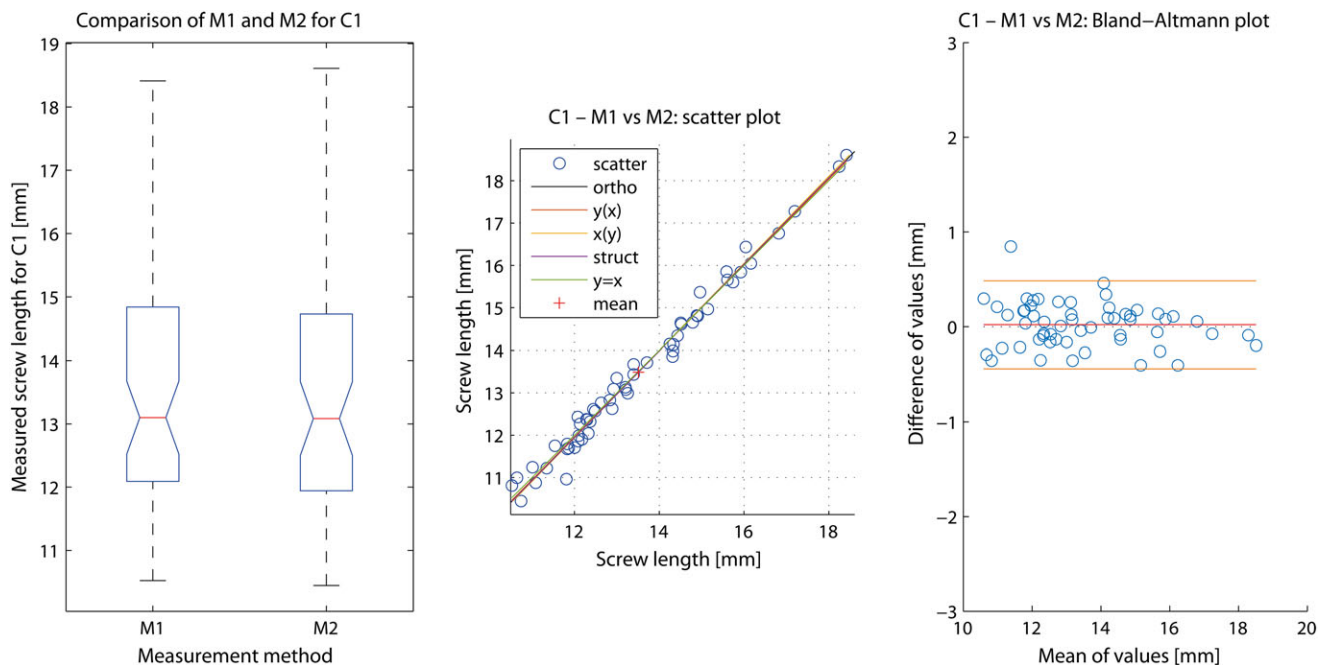 Comparison of M1 and M2 for C1
Measured screw length for C1 [mm]
19
18
17
16
15
14
13
12
11
M1
M2
Measurement method
C1 – M1 vs M2: scatter plot
Screw length [mm]
18
17
16
15
14
13
12
11
scatter
ortho
y(x)
x(y)
struct
y=x
mean
12
14
16
18
Screw length [mm]
C1 – M1 vs M2: Bland–Altmann plot
Difference of values [mm]
3
2
1
0
−1
−2
−3
10
12
14
16
18
20
Mean of values [mm]